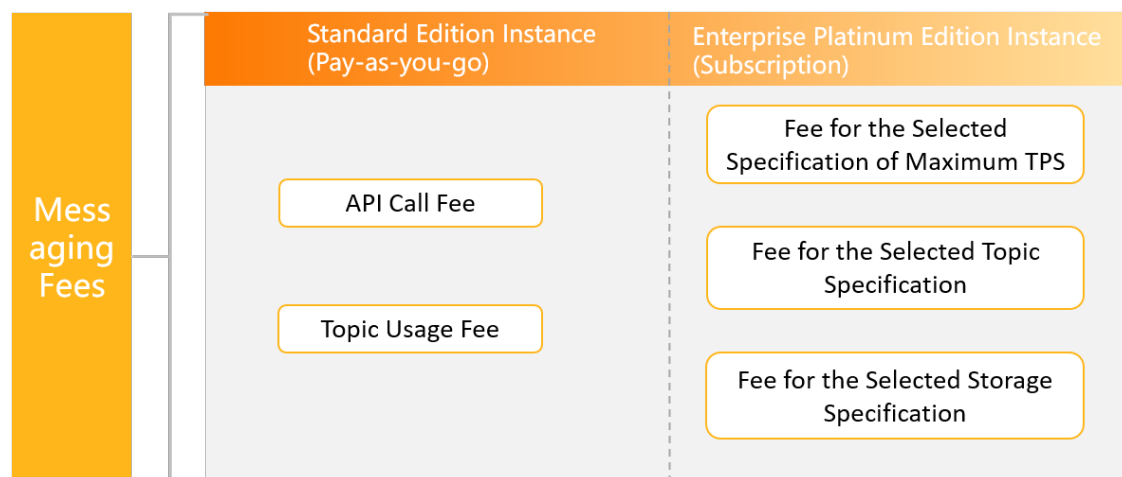 Mess
aging
Fees
Standard Edition Instance
(Pay-as-you-go)
Enterprise Platinum Edition Instance
(Subscription)
API Call Fee
Topic Usage Fee
Fee for the Selected
Specification of Maximum TPS
Fee for the Selected Topic
Specification
Fee for the Selected Storage
Specification